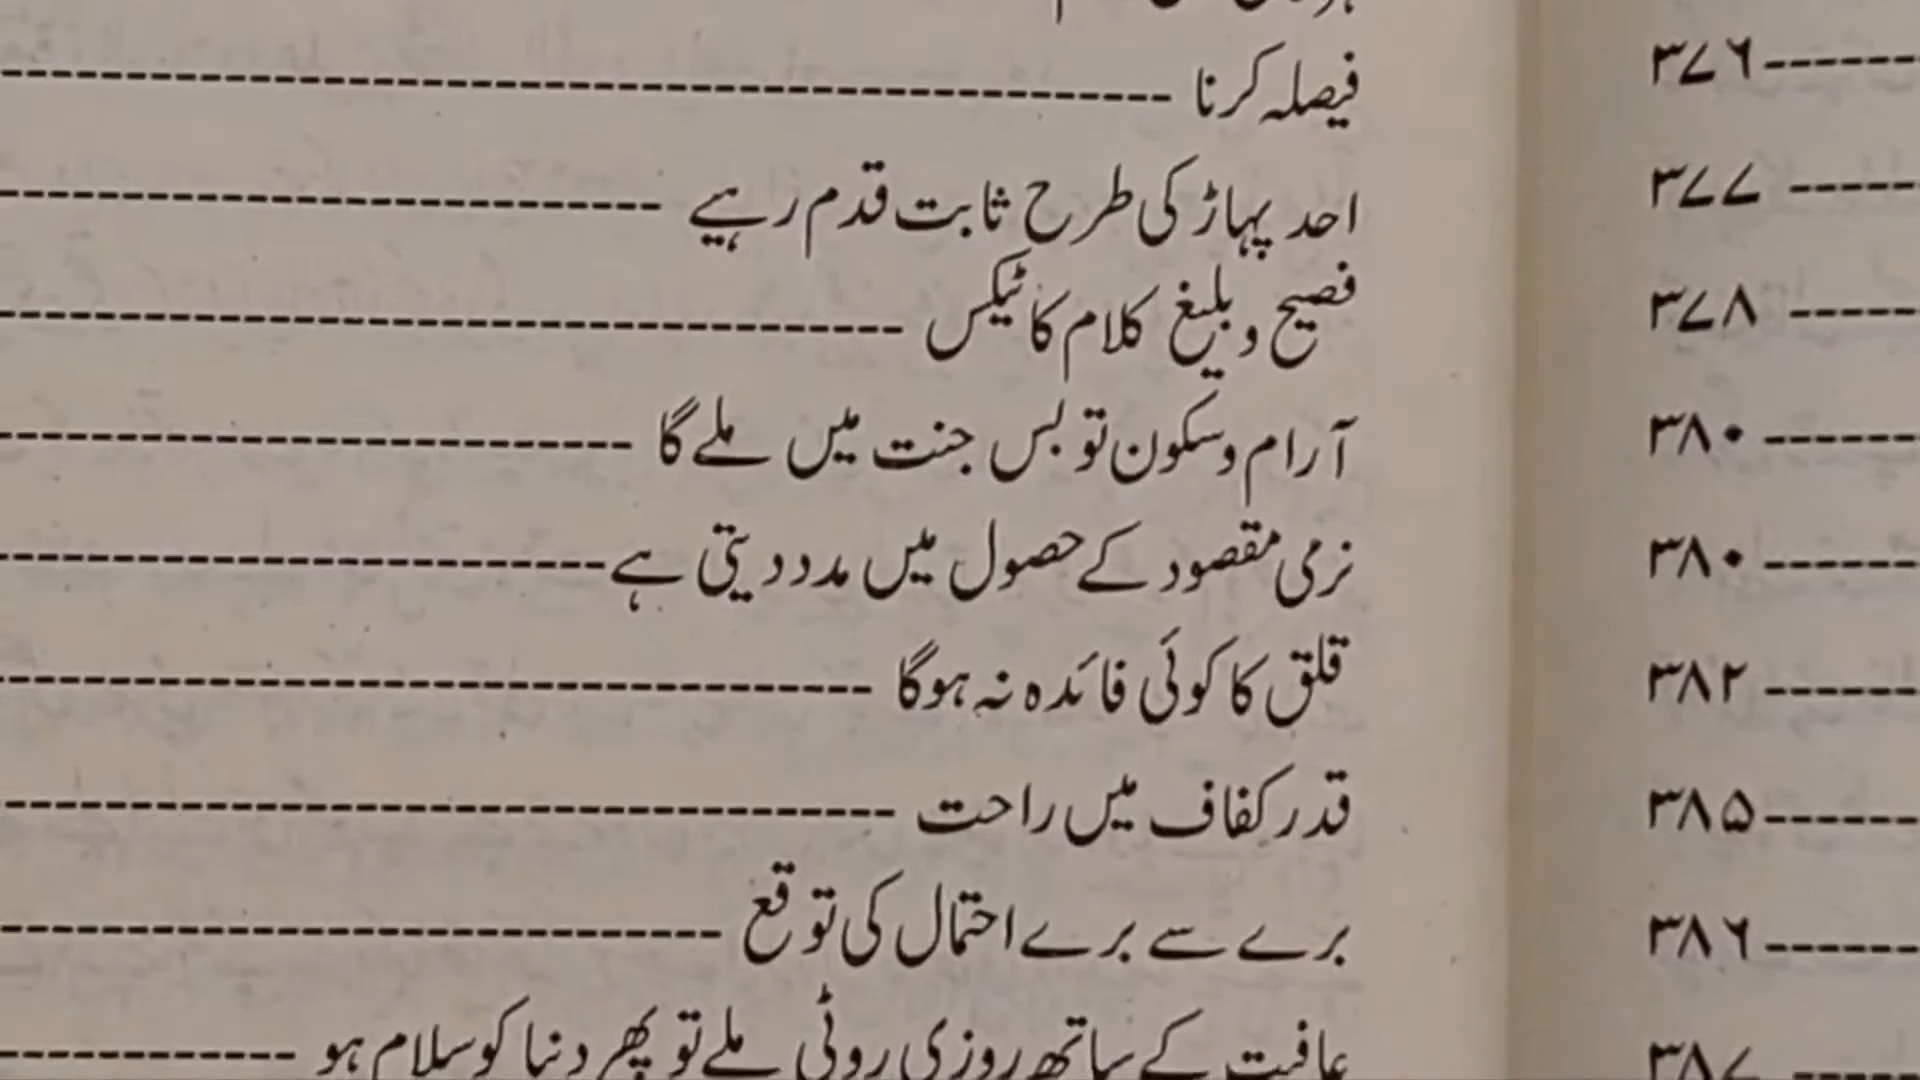 فیصلہ کرنا
احد پہاڑ کی طرح ثابت قدم رہیے
فصیح و بلیغ کلام کا ٹیکس
آرام و سکون تو بس جنت میں ملے گا
نرمی مقصود کے حصول میں مدد دیتی ہے
قلق کا کوئی فائدہ نہ ہوگا
قدر کفاف میں راحت
برے سے برے احتمال کی توقع
عافیت کے ساتھ روزی روٹی ملے تو پھر دنیا کو سلام ہو
۳۷۶
۳۷۷
۳۷۸
۳۸۰
۳۸۰
۳۸۲
۳۸۵
۳۸۶
۳۸۷